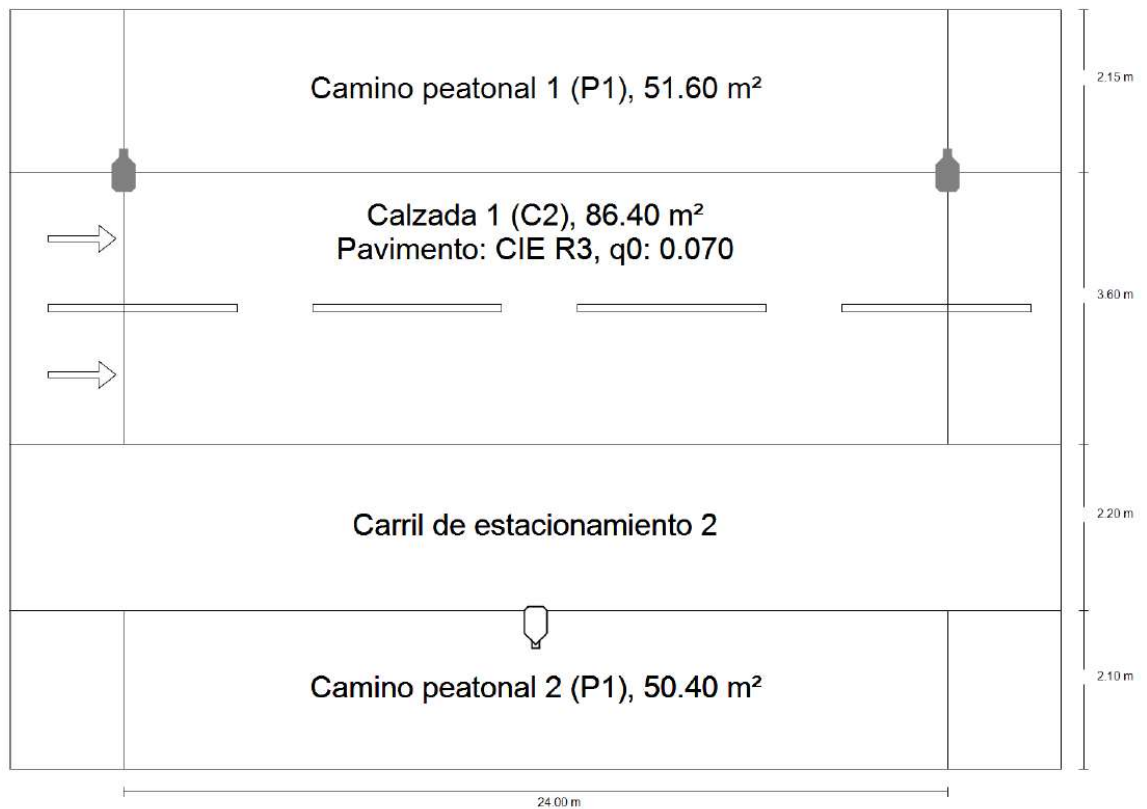 Camino peatonal 1 (P1), 51.60 m²
2.15 m
Calzada 1 (C2), 86.40 m²
Pavimento: CIE R3, q0: 0.070
3.60 m
Carril de estacionamiento 2
2.20 m
Camino peatonal 2 (P1), 50.40 m²
2.10 m
24.00 m